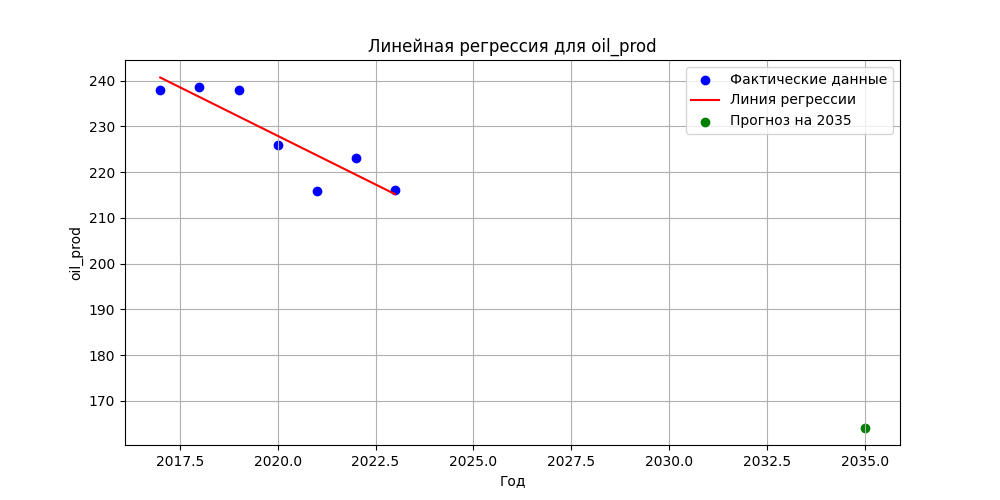 Линейная регрессия для oil_prod
Фактические данные
Линия регрессии
Прогноз на 2035
oil_prod
240
230
220
210
200
190
180
170
2017.5 2020.0 2022.5 2025.0 2027.5 2030.0 2032.5 2035.0
Год